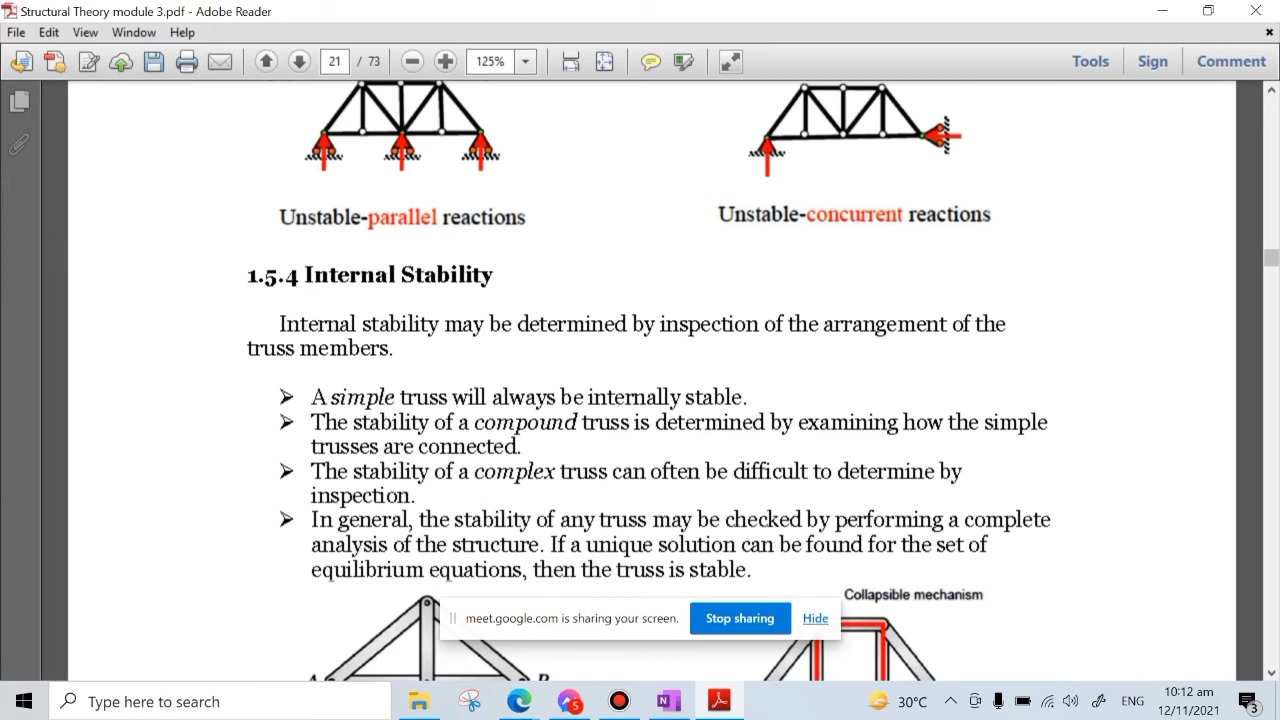 Structural Theory module 3.pdf - Adobe Reader
File Edit View Window Help
21 / 73 125% Tools Sign Comment
Unstable-parallel reactions
Unstable-concurrent reactions
1.5.4 Internal Stability
Internal stability may be determined by inspection of the arrangement of the
truss members.
➢ A simple truss will always be internally stable.
➢ The stability of a compound truss is determined by examining how the simple
trusses are connected.
➢ The stability of a complex truss can often be difficult to determine by
inspection.
➢ In general, the stability of any truss may be checked by performing a complete
analysis of the structure. If a unique solution can be found for the set of
equilibrium equations, then the truss is stable.
Collapsible mechanism
meet.google.com is sharing your screen. Stop sharing Hide
A B
Type here to search
5
30°C ENG
10:12 am
12/11/2021
3